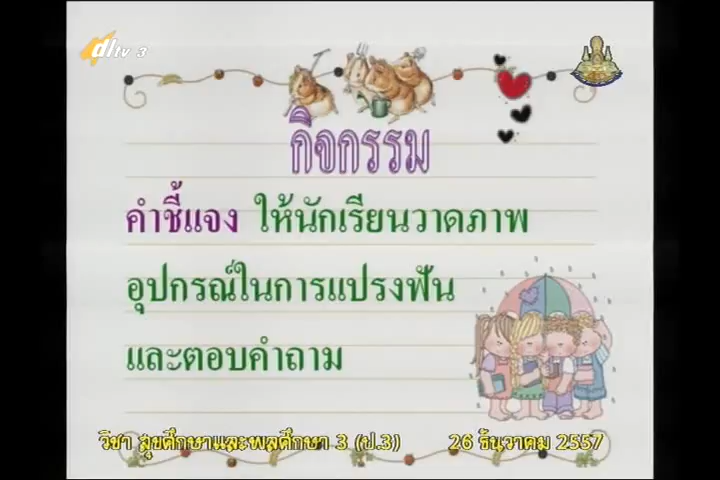 dltv 3
กิจกรรม
คำชี้แจง ให้นักเรียนวาดภาพ
อุปกรณ์ในการแปรงฟัน
และตอบคำถาม
วิชา สุขศึกษาและพลศึกษา 3 (ป.3) 26 ธันวาคม 2557